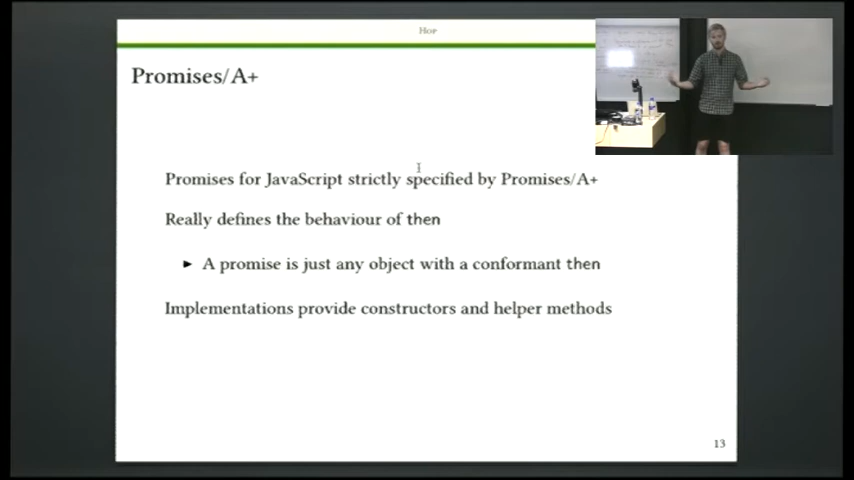 Hop
Promises/A+
Promises for JavaScript strictly specified by Promises/A+
Really defines the behaviour of then
► A promise is just any object with a conformant then
Implementations provide constructors and helper methods
13